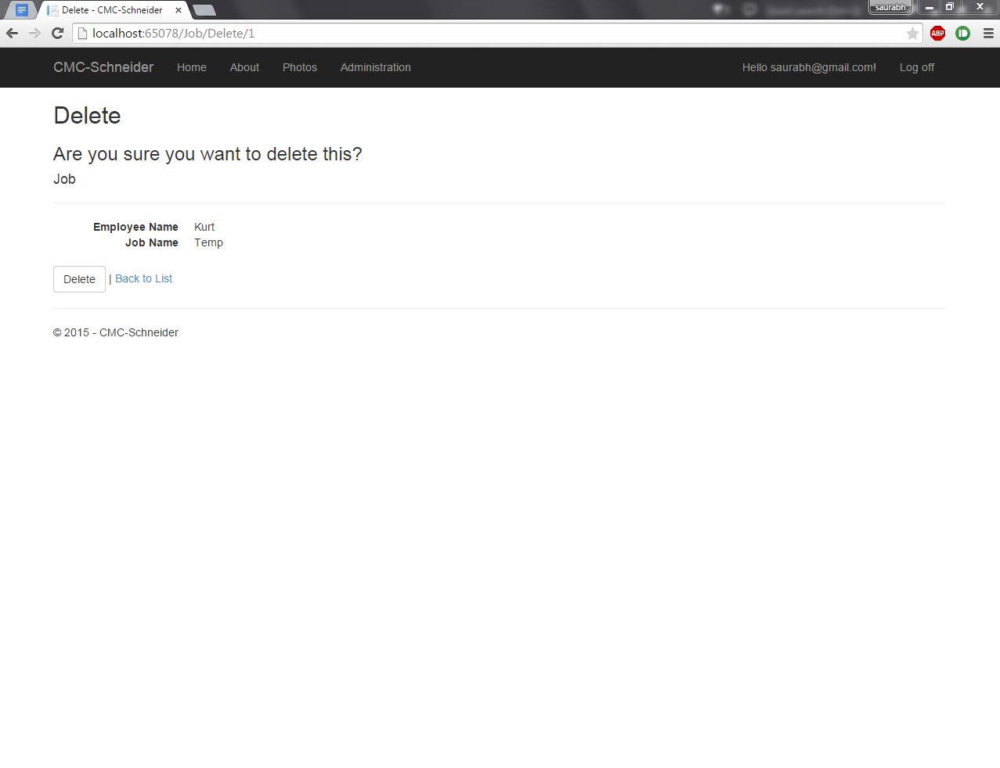 Delete - CMC-Schneider
saurabh
localhost:65078/Job/Delete/1
ABP
CMC-Schneider Home About Photos Administration Hello saurabh@gmail.com! Log off
Delete
Are you sure you want to delete this?
Job
Employee Name Kurt
Job Name Temp
Delete | Back to List
© 2015 - CMC-Schneider